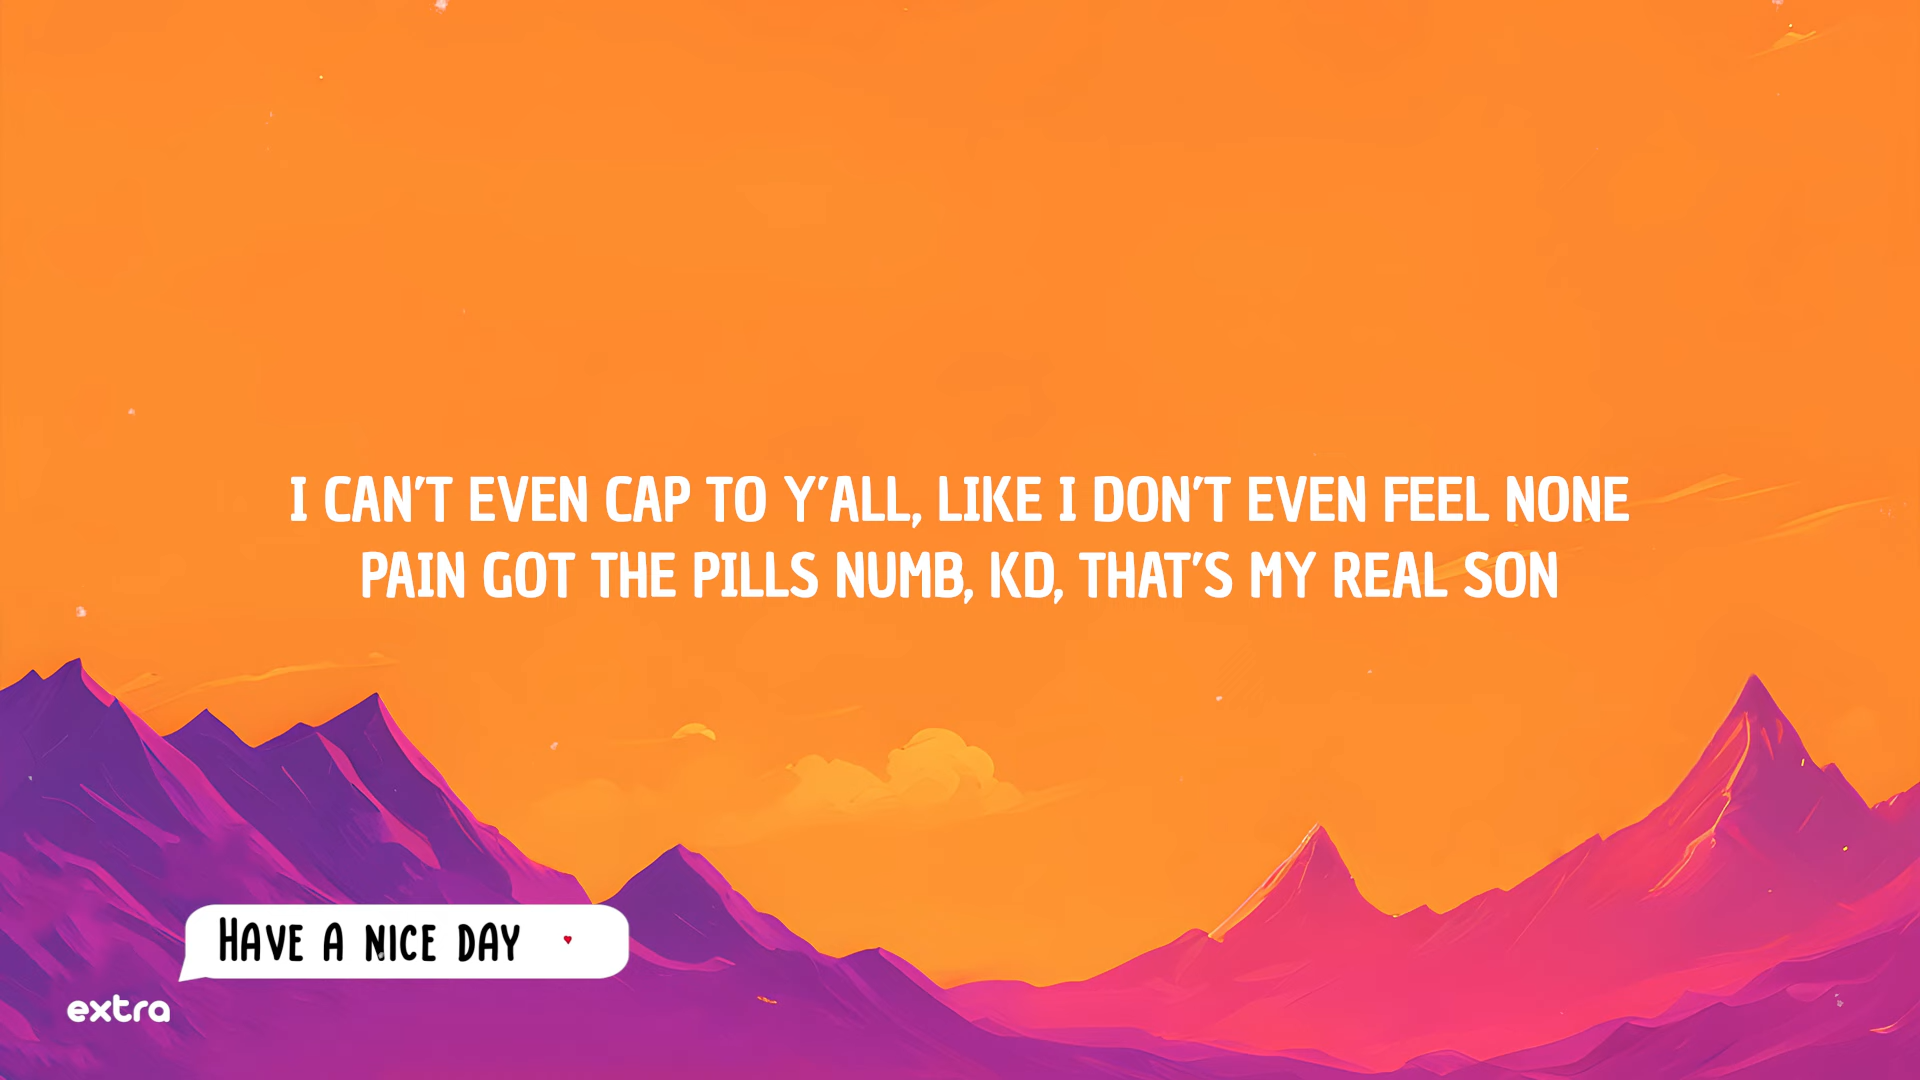 I CAN'T EVEN CAP TO Y'ALL, LIKE I DON'T EVEN FEEL NONE
PAIN GOT THE PILLS NUMB, KD, THAT'S MY REAL SON
HAVE A NICE DAY
extra